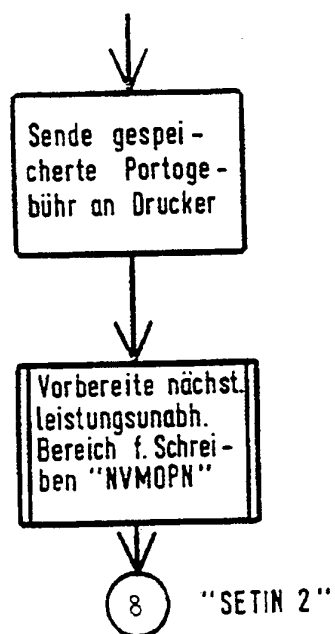 Sende gespei-
cherte Portoge-
bühr an Drucker
Vorbereite nächst.
leistungsunabh.
Bereich f. Schrei-
ben "NVMOPN"
8 "SETIN 2"